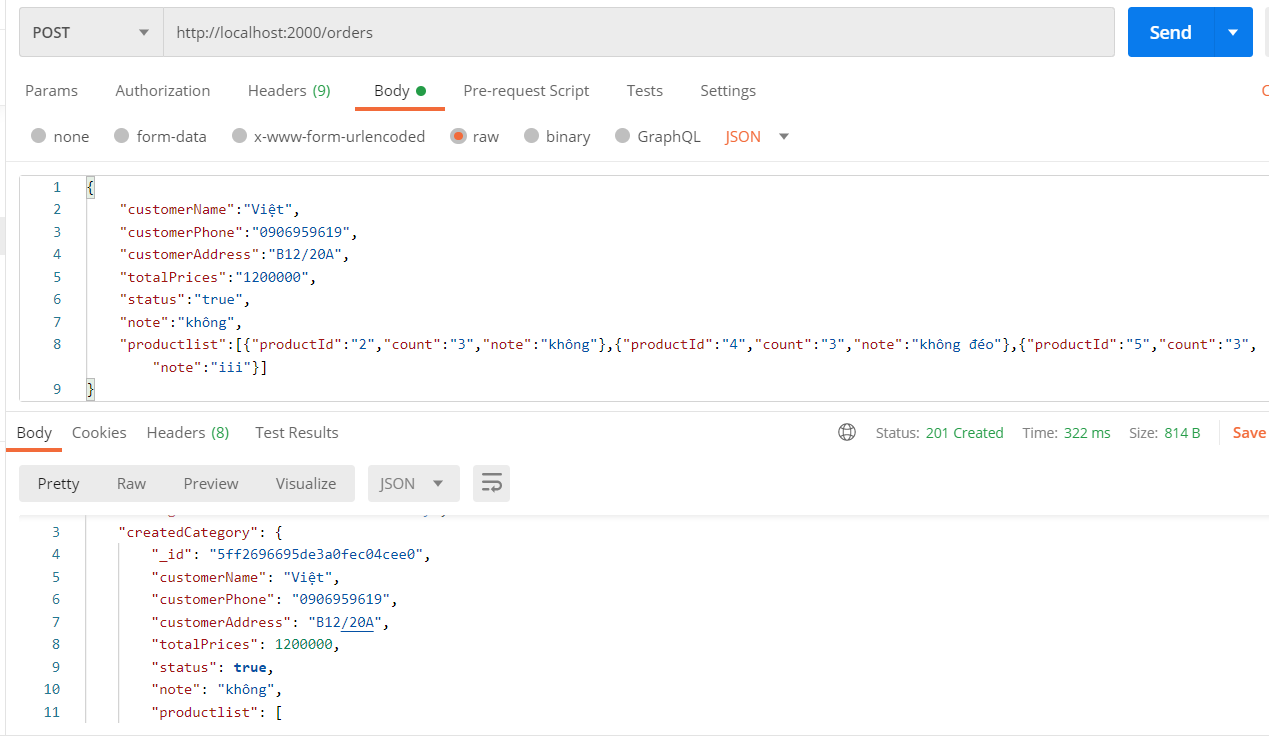 POST http://localhost:2000/orders Send
Params Authorization Headers (9) Body Pre-request Script Tests Settings
none form-data x-www-form-urlencoded raw binary GraphQL JSON
1 {
2 "customerName":"Việt",
3 "customerPhone":"0906959619",
4 "customerAddress":"B12/20A",
5 "totalPrices":"1200000",
6 "status":"true",
7 "note":"không",
8 "productlist":[{"productId":"2","count":"3","note":"không"},{"productId":"4","count":"3","note":"không đéo"},{"productId":"5","count":"3",
"note":"iii"}]
9 }
Body Cookies Headers (8) Test Results Status: 201 Created Time: 322 ms Size: 814 B Save
Pretty Raw Preview Visualize JSON
3 "createdCategory": {
4 "_id": "5ff2696695de3a0fec04cee0",
5 "customerName": "Việt",
6 "customerPhone": "0906959619",
7 "customerAddress": "B12/20A",
8 "totalPrices": 1200000,
9 "status": true,
10 "note": "không",
11 "productlist": [